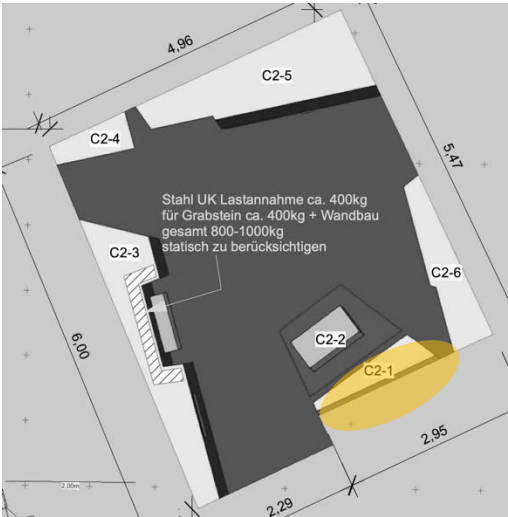 4,96
C2-5
C2-4
5,47
Stahl UK Lastannahme ca. 400kg
für Grabstein ca. 400kg + Wandbau
gesamt 800-1000kg
statisch zu berücksichtigen
C2-3
C2-6
6,00
C2-2
C2-1
2,95
2,00m
2,29